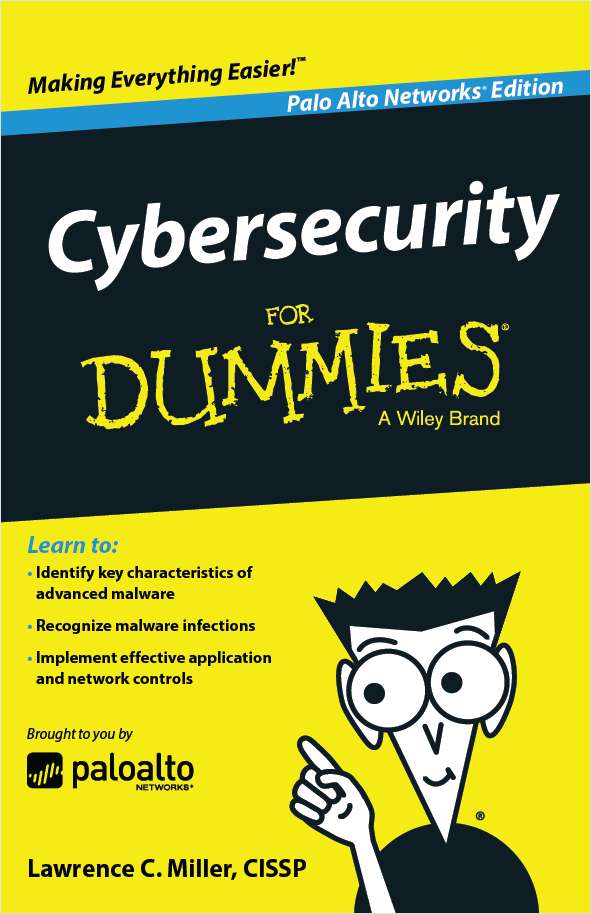 Making Everything Easier!™
Palo Alto Networks® Edition
Cybersecurity
FOR
DUMMIES®
A Wiley Brand
Learn to:
• Identify key characteristics of
advanced malware
• Recognize malware infections
• Implement effective application
and network controls
Brought to you by
paloalto
NETWORKS®
Lawrence C. Miller, CISSP
®